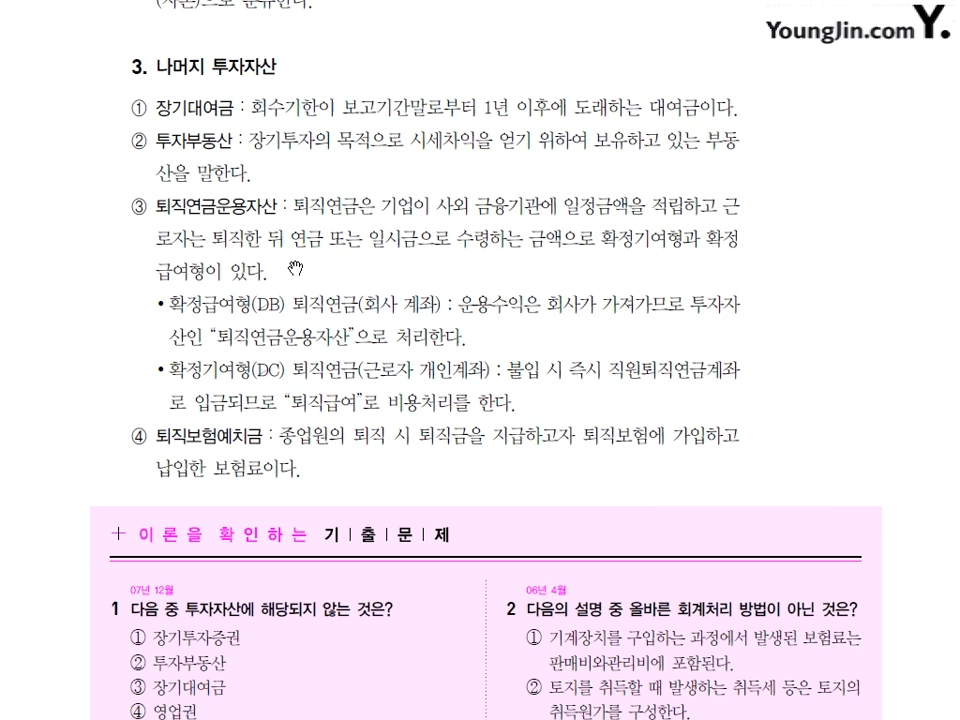 (자본)으로 분류한다.
YoungJin.com Y.
3. 나머지 투자자산
① 장기대여금 : 회수기한이 보고기간말로부터 1년 이후에 도래하는 대여금이다.
② 투자부동산 : 장기투자의 목적으로 시세차익을 얻기 위하여 보유하고 있는 부동
산을 말한다.
③ 퇴직연금운용자산 : 퇴직연금은 기업이 사외 금융기관에 일정금액을 적립하고 근
로자는 퇴직한 뒤 연금 또는 일시금으로 수령하는 금액으로 확정기여형과 확정
급여형이 있다.
• 확정급여형(DB) 퇴직연금(회사 계좌) : 운용수익은 회사가 가져가므로 투자자
산인 “퇴직연금운용자산”으로 처리한다.
• 확정기여형(DC) 퇴직연금(근로자 개인계좌) : 불입 시 즉시 직원퇴직연금계좌
로 입금되므로 “퇴직급여”로 비용처리를 한다.
④ 퇴직보험예치금 : 종업원의 퇴직 시 퇴직금을 지급하고자 퇴직보험에 가입하고
납입한 보험료이다.
+ 이론을 확인하는 기 | 출 | 문 | 제
07년 12월
1 다음 중 투자자산에 해당되지 않는 것은?
① 장기투자증권
② 투자부동산
③ 장기대여금
④ 영업권
06년 4월
2 다음의 설명 중 올바른 회계처리 방법이 아닌 것은?
① 기계장치를 구입하는 과정에서 발생된 보험료는
판매비와관리비에 포함된다.
② 토지를 취득할 때 발생하는 취득세 등은 토지의
취득원가를 구성한다.